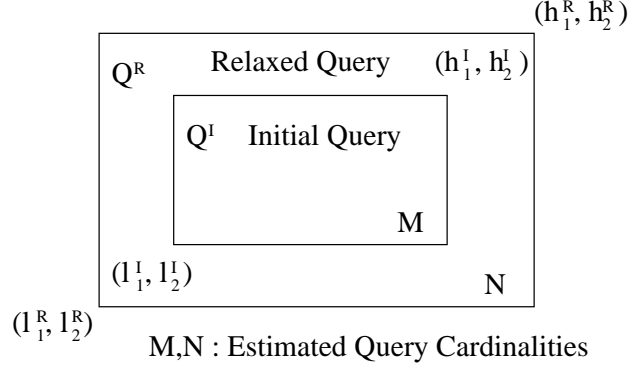 (h₁ᴿ, h₂ᴿ)
Qᴿ Relaxed Query (h₁ᴵ, h₂ᴵ)
Qᴵ Initial Query
M
(l₁ᴵ, l₂ᴵ)
N
(l₁ᴿ, l₂ᴿ)
M,N : Estimated Query Cardinalities